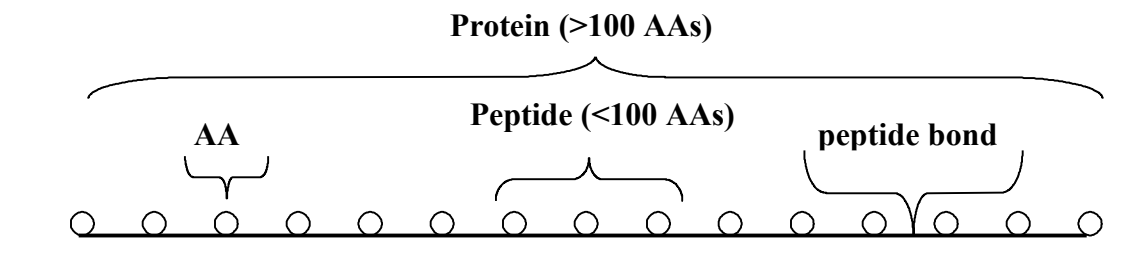 Protein (>100 AAs)
Peptide (<100 AAs)
AA
peptide bond